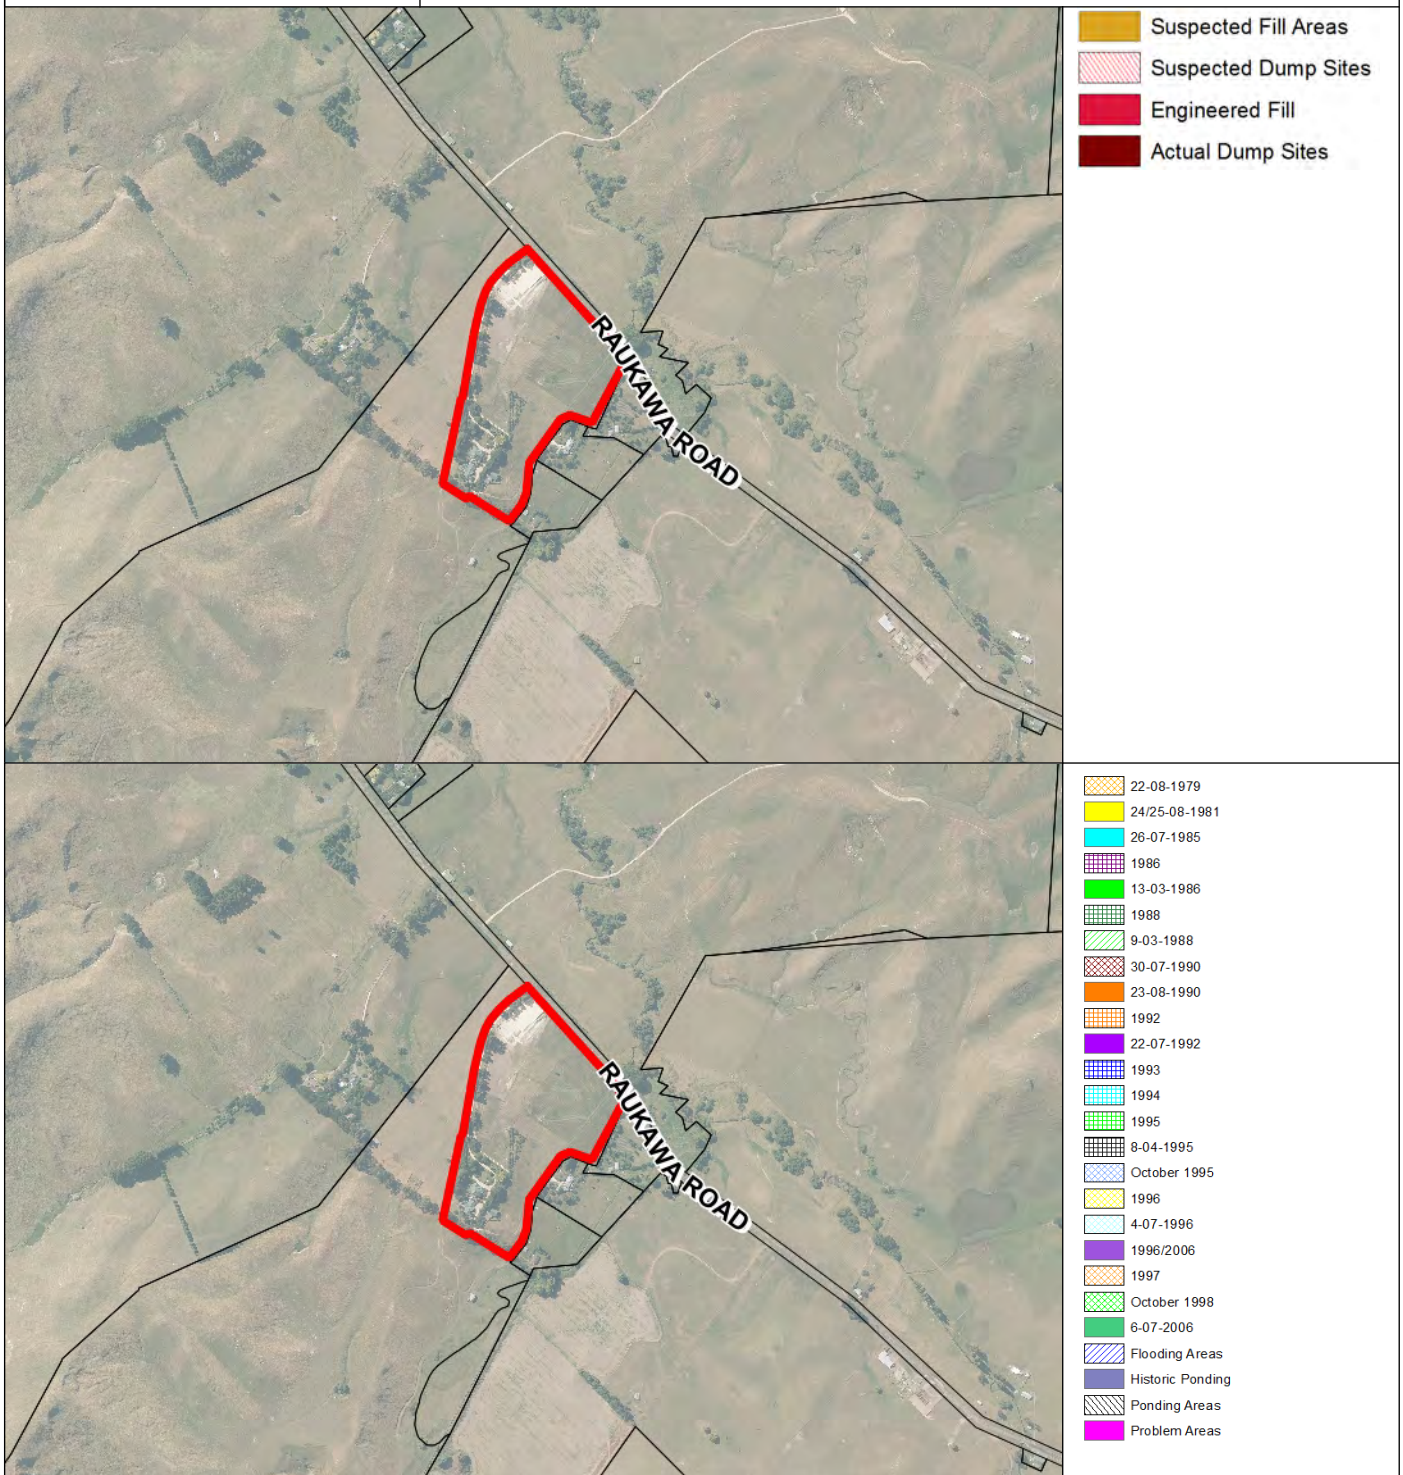 Suspected Fill Areas
Suspected Dump Sites
Engineered Fill
Actual Dump Sites
RAUKAWA ROAD
22-08-1979
24/25-08-1981
26-07-1985
1986
13-03-1986
1988
9-03-1988
30-07-1990
23-08-1990
1992
22-07-1992
1993
1994
1995
8-04-1995
October 1995
1996
4-07-1996
1996/2006
1997
October 1998
6-07-2006
Flooding Areas
Historic Ponding
Ponding Areas
Problem Areas
RAUKAWA ROAD